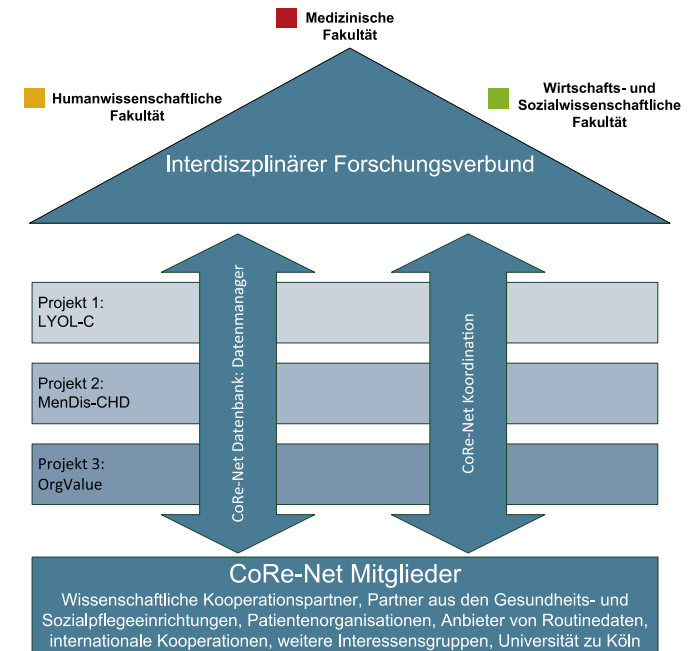 Medizinische
Fakultät
Humanwissenschaftliche
Fakultät
Wirtschafts- und
Sozialwissenschaftliche
Fakultät
Interdiszplinärer Forschungsverbund
Projekt 1:
LYOL-C
Projekt 2:
MenDis-CHD
Projekt 3:
OrgValue
CoRe-Net Datenbank: Datenmanager
CoRe-Net Koordination
CoRe-Net Mitglieder
Wissenschaftliche Kooperationspartner, Partner aus den Gesundheits- und
Sozialpflegeeinrichtungen, Patientenorganisationen, Anbieter von Routinedaten,
internationale Kooperationen, weitere Interessensgruppen, Universität zu Köln